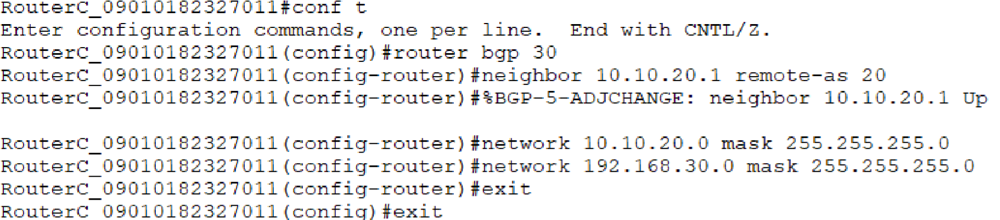 RouterC_09010182327011#conf t
Enter configuration commands, one per line.  End with CNTL/Z.
RouterC_09010182327011(config)#router bgp 30
RouterC_09010182327011(config-router)#neighbor 10.10.20.1 remote-as 20
RouterC_09010182327011(config-router)#%BGP-5-ADJCHANGE: neighbor 10.10.20.1 Up
RouterC_09010182327011(config-router)#network 10.10.20.0 mask 255.255.255.0
RouterC_09010182327011(config-router)#network 192.168.30.0 mask 255.255.255.0
RouterC_09010182327011(config-router)#exit
RouterC_09010182327011(config)#exit